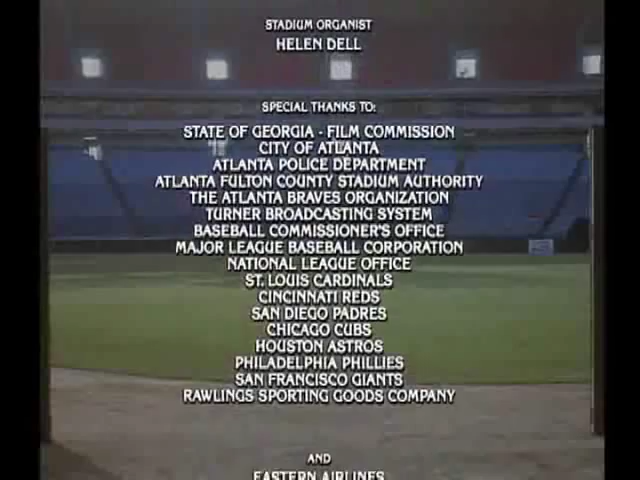 STADIUM ORGANIST
HELEN DELL
SPECIAL THANKS TO:
STATE OF GEORGIA - FILM COMMISSION
CITY OF ATLANTA
ATLANTA POLICE DEPARTMENT
ATLANTA FULTON COUNTY STADIUM AUTHORITY
THE ATLANTA BRAVES ORGANIZATION
TURNER BROADCASTING SYSTEM
BASEBALL COMMISSIONER'S OFFICE
MAJOR LEAGUE BASEBALL CORPORATION
NATIONAL LEAGUE OFFICE
ST. LOUIS CARDINALS
CINCINNATI REDS
SAN DIEGO PADRES
CHICAGO CUBS
HOUSTON ASTROS
PHILADELPHIA PHILLIES
SAN FRANCISCO GIANTS
RAWLINGS SPORTING GOODS COMPANY
AND
EASTERN AIRLINES